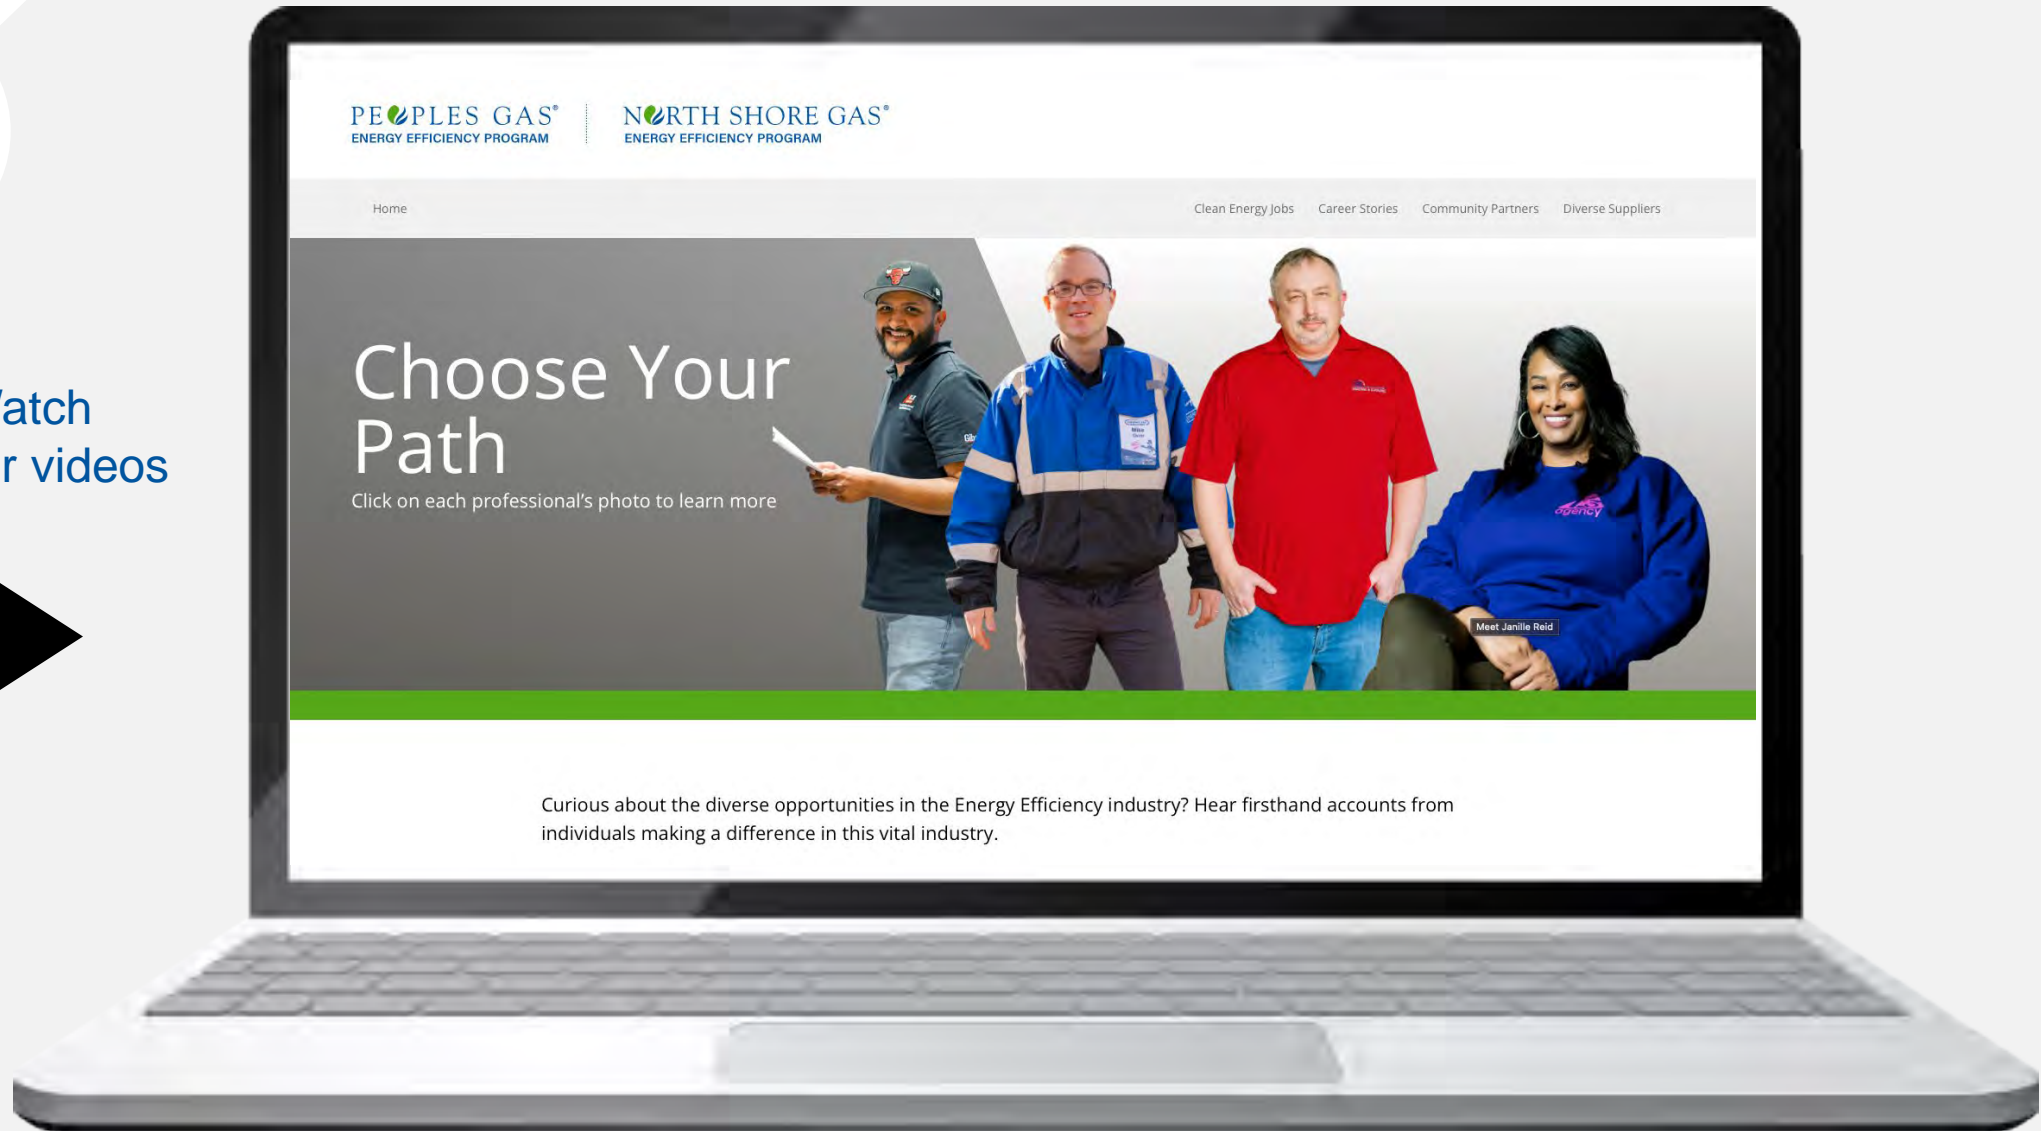 PEOPLES GAS®
ENERGY EFFICIENCY PROGRAM
NORTH SHORE GAS®
ENERGY EFFICIENCY PROGRAM
Home
Clean Energy Jobs
Career Stories
Community Partners
Diverse Suppliers
Choose Your
Path
Click on each professional's photo to learn more
Mike
agency
Meet Janille Reid
Curious about the diverse opportunities in the Energy Efficiency industry? Hear firsthand accounts from
individuals making a difference in this vital industry.
atch
r videos